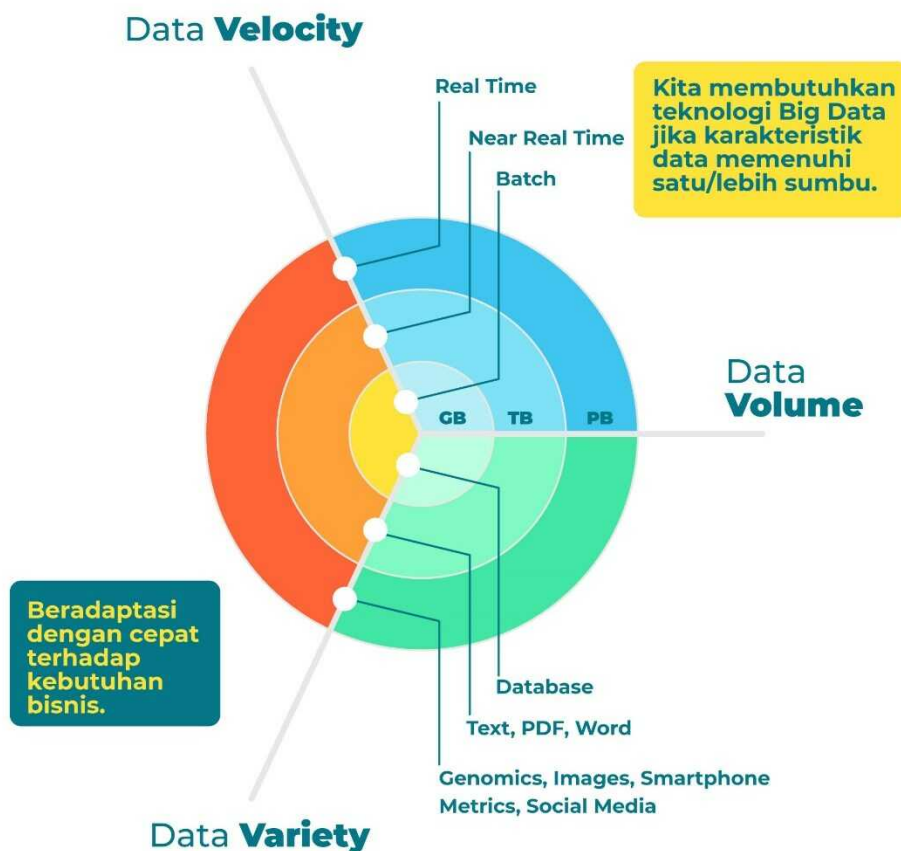 Data Velocity
Real Time
Near Real Time
Batch
Kita membutuhkan
teknologi Big Data
jika karakteristik
data memenuhi
satu/lebih sumbu.
Data
Volume
GB TB PB
Beradaptasi
dengan cepat
terhadap
kebutuhan
bisnis.
Database
Text, PDF, Word
Genomics, Images, Smartphone
Metrics, Social Media
Data Variety